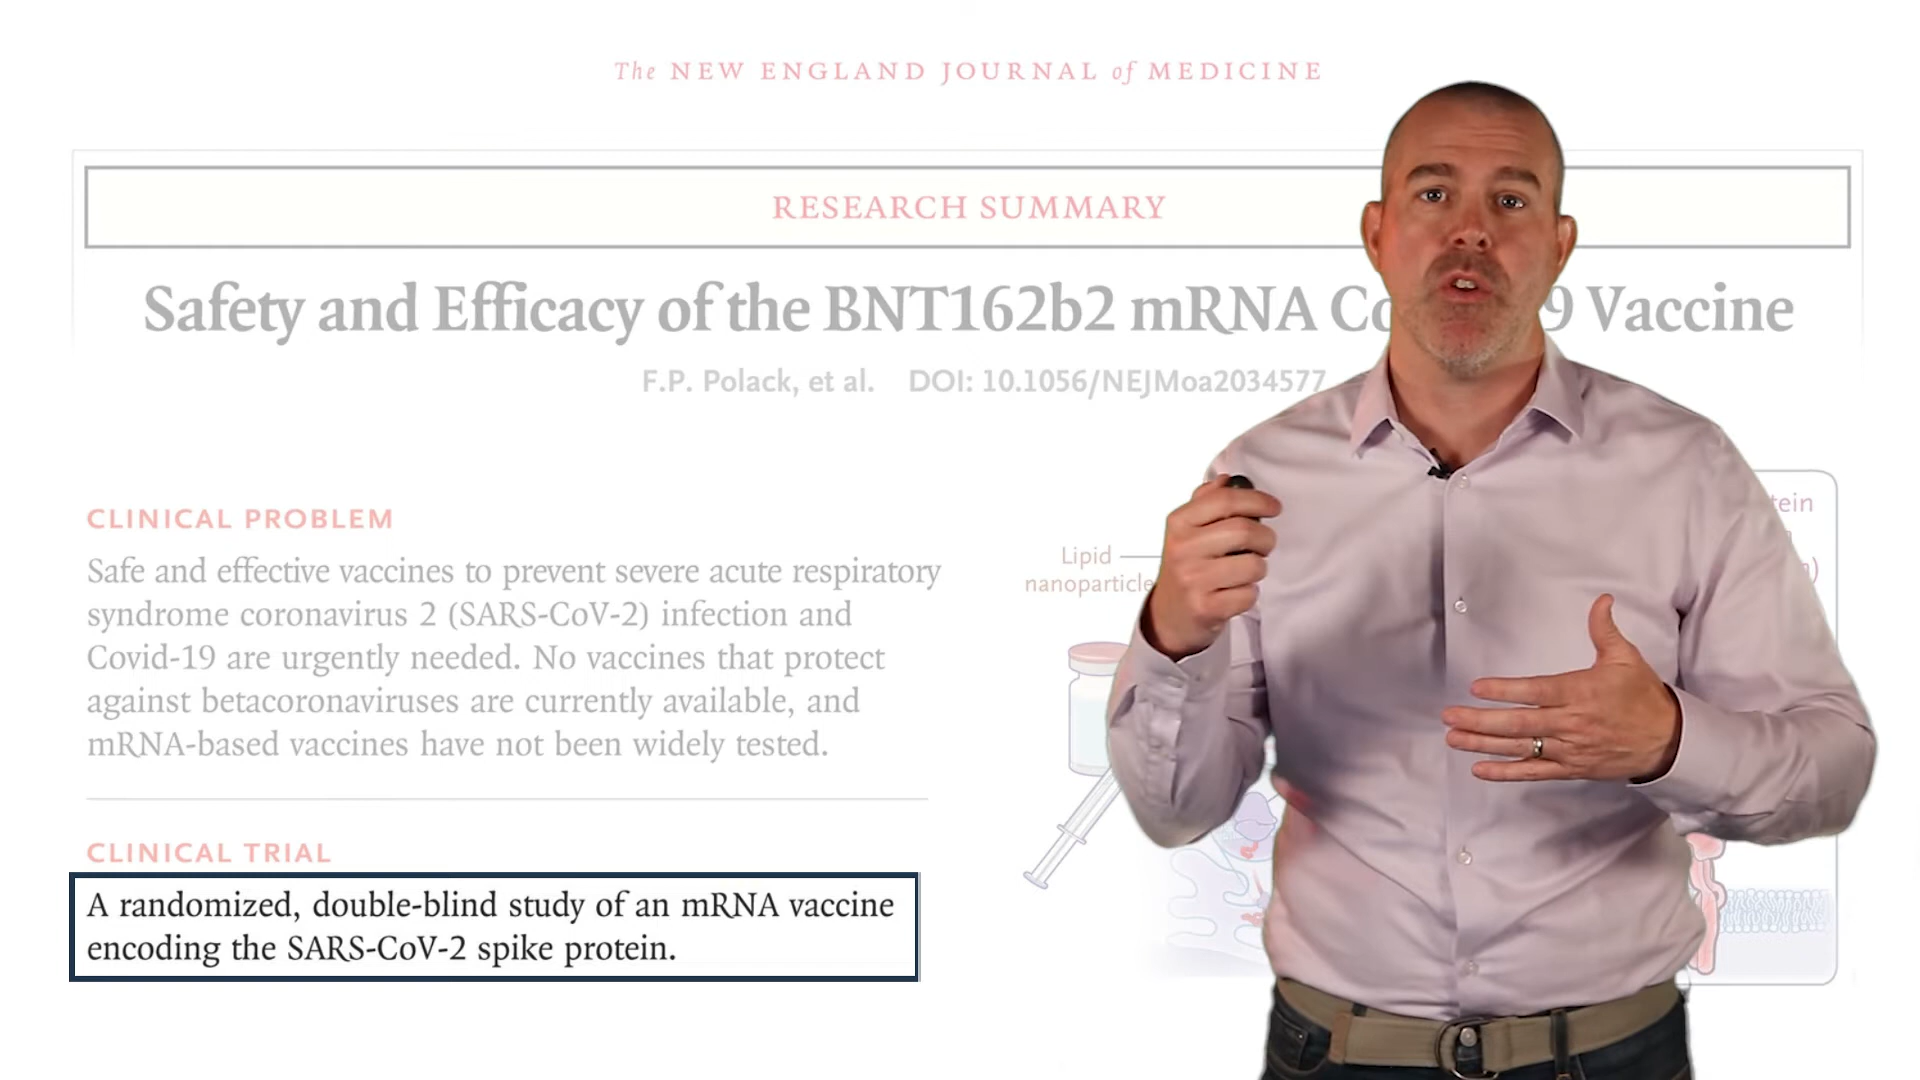 The NEW ENGLAND JOURNAL of MEDICINE
RESEARCH SUMMARY
Safety and Efficacy of the BNT162b2 mRNA Co 9 Vaccine
F.P. Polack, et al. DOI: 10.1056/NEJMoa2034577
CLINICAL PROBLEM
Safe and effective vaccines to prevent severe acute respiratory
syndrome coronavirus 2 (SARS-CoV-2) infection and
Covid-19 are urgently needed. No vaccines that protect
against betacoronaviruses are currently available, and
mRNA-based vaccines have not been widely tested.
CLINICAL TRIAL
A randomized, double-blind study of an mRNA vaccine
encoding the SARS-CoV-2 spike protein.
Lipid
nanoparticle